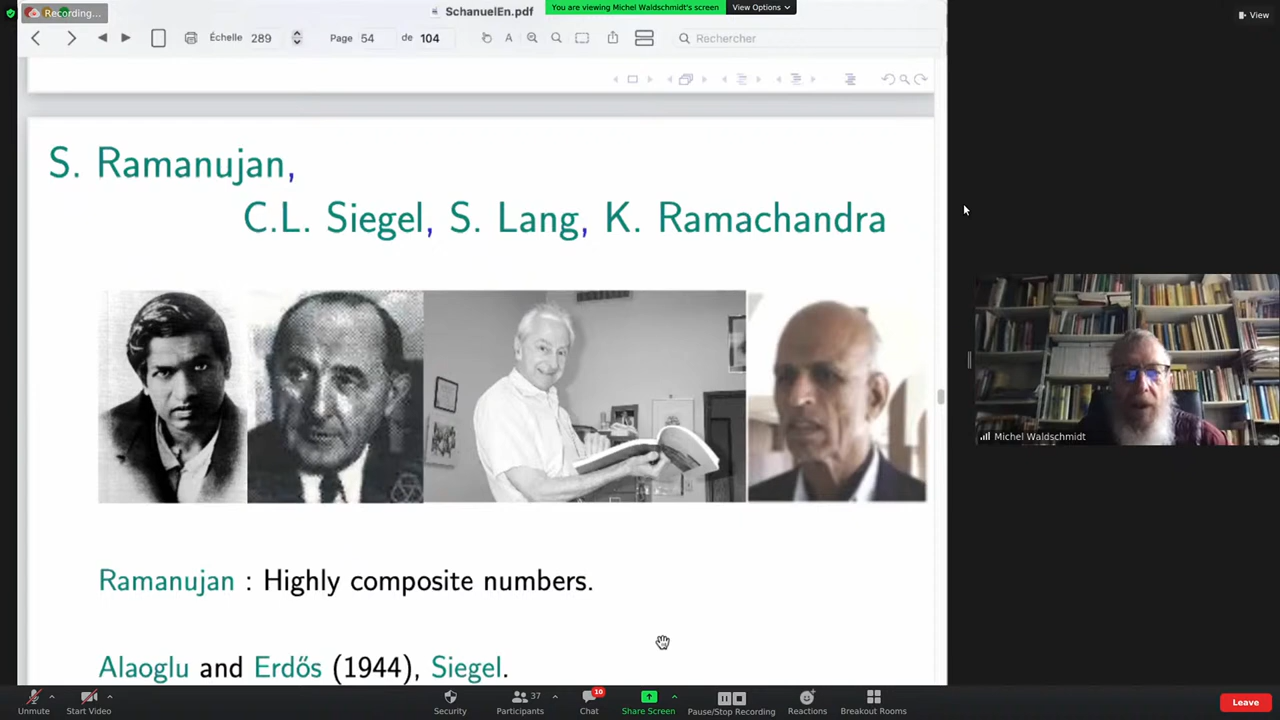 Recording...
SchanuelEn.pdf
You are viewing Michel Waldschmidt's screen
View Options
View
Échelle 289
Page 54 de 104
A
Rechercher
S. Ramanujan,
C.L. Siegel, S. Lang, K. Ramachandra
Michel Waldschmidt
Ramanujan : Highly composite numbers.
Alaoglu and Erdős (1944), Siegel.
Unmute
Start Video
Security
Participants 37
Chat 10
Share Screen
Pause/Stop Recording
Reactions
Breakout Rooms
Leave